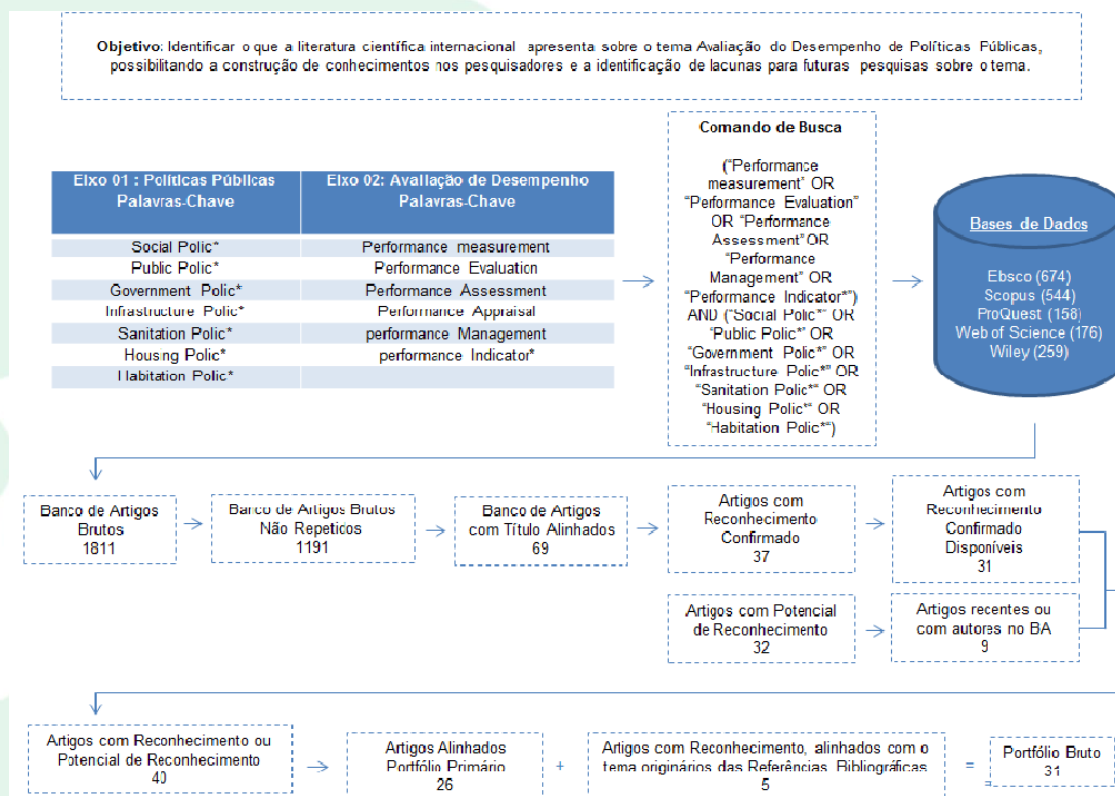 Objetivo: Identificar o que a literatura científica internacional apresenta sobre o tema Avaliação do Desempenho de Políticas Públicas,
possibilitando a construção de conhecimentos nos pesquisadores e a identificação de lacunas para futuras pesquisas sobre o tema.
Eixo 01 : Políticas Públicas
Palavras-Chave
Eixo 02: Avaliação de Desempenho
Palavras-Chave
Social Polic*
Performance measurement
Public Polic*
Performance Evaluation
Government Polic*
Performance Assessment
Infrastructure Polic*
Performance Appraisal
Sanitation Polic*
performance Management
Housing Polic*
performance Indicator*
Habitation Polic*
Comando de Busca
("Performance
measurement" OR
"Performance Evaluation"
OR "Performance
Assessment" OR
"Performance
Management" OR
"Performance Indicator*")
AND ("Social Polic*" OR
"Public Polic*" OR
"Government Polic*" OR
"Infrastructure Polic*" OR
"Sanitation Polic*" OR
"Housing Polic*" OR
"Habitation Polic*")
Bases de Dados
Ebsco (674)
Scopus (544)
ProQuest (158)
Web of Science (176)
Wiley (259)
Banco de Artigos
Brutos
1811
Banco de Artigos Brutos
Não Repetidos
1191
Banco de Artigos
com Título Alinhados
69
Artigos com
Reconhecimento
Confirmado
37
Artigos com
Reconhecimento
Confirmado
Disponíveis
31
Artigos com Potencial
de Reconhecimento
32
Artigos recentes ou
com autores no BA
9
Artigos com Reconhecimento ou
Potencial de Reconhecimento
40
Artigos Alinhados
Portfólio Primário
26
+
Artigos com Reconhecimento, alinhados com o
tema originários das Referências Bibliográficas
5
=
=
Portfólio Bruto
31